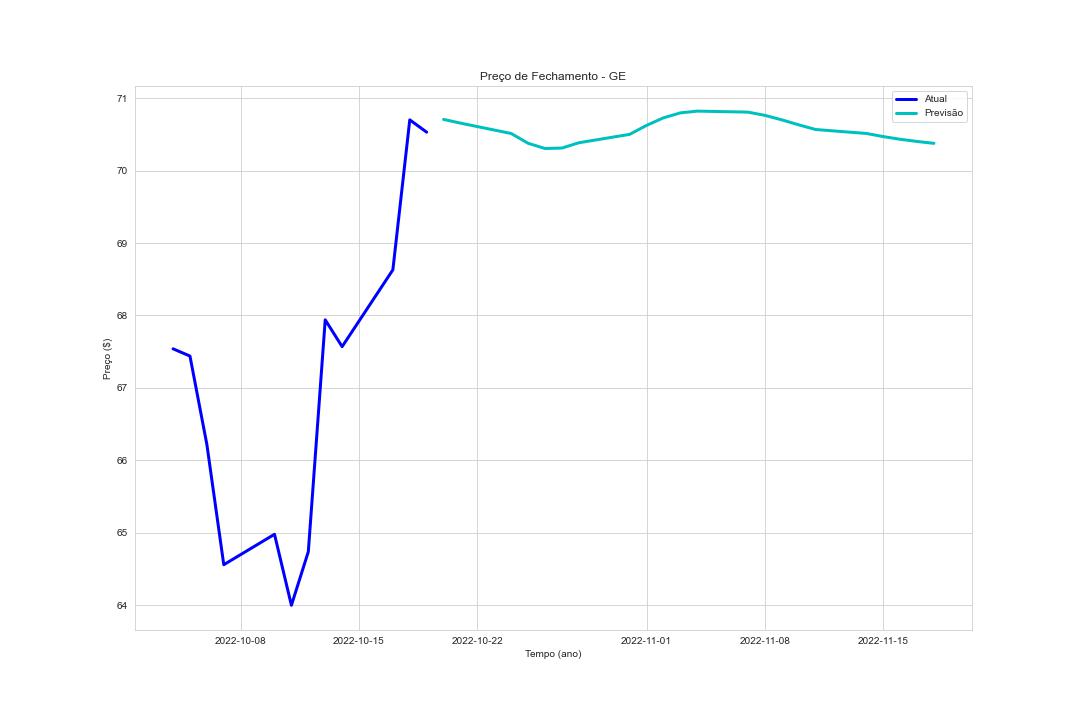 Preço de Fechamento - GE
Atual
Previsão
71
70
69
68
67
66
65
64
Preço ($)
2022-10-08
2022-10-15
2022-10-22
2022-11-01
2022-11-08
2022-11-15
Tempo (ano)